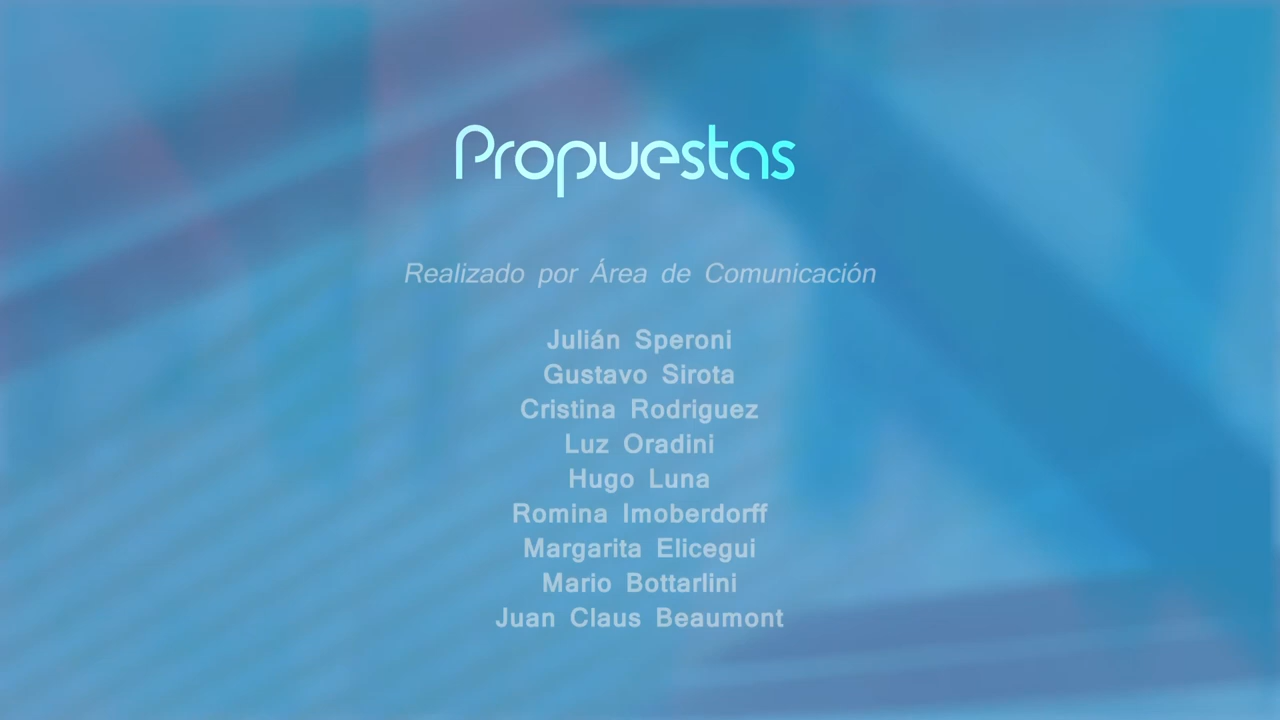 Propuestas
Realizado por Área de Comunicación
Julián Speroni
Gustavo Sirota
Cristina Rodriguez
Luz Oradini
Hugo Luna
Romina Imoberdorff
Margarita Elicegui
Mario Bottarlini
Juan Claus Beaumont